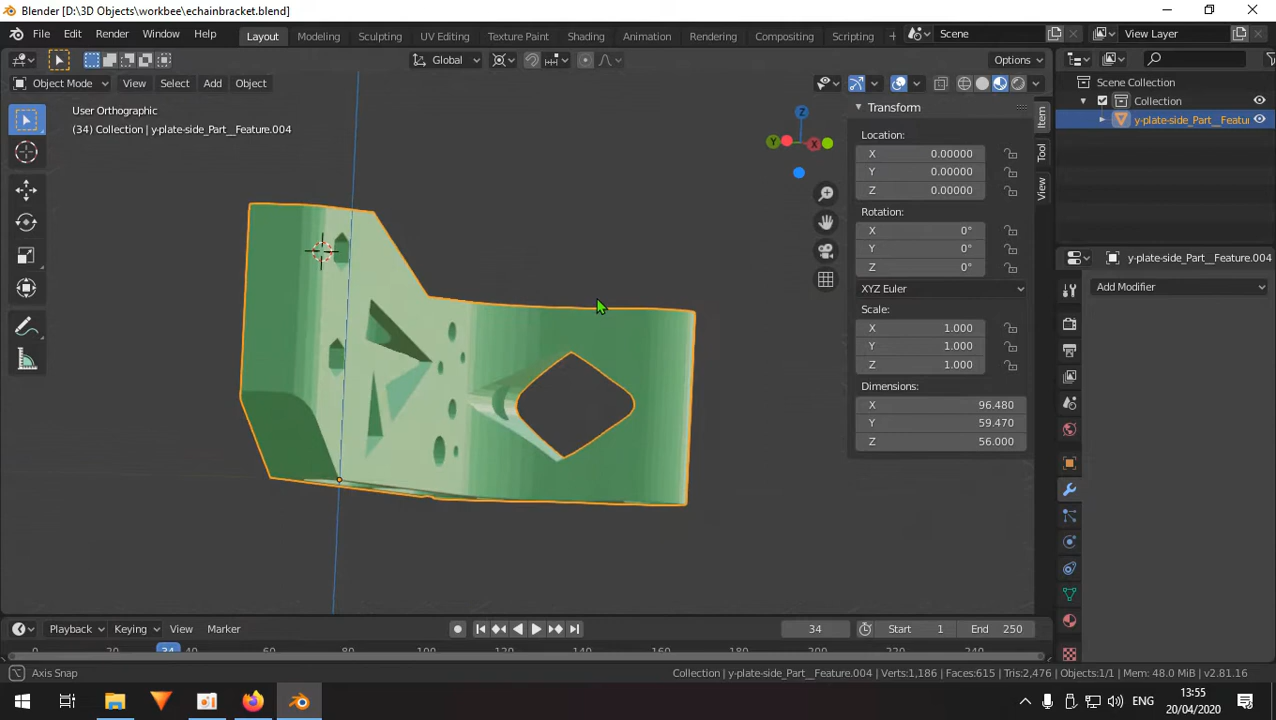 Blender [D:\3D Objects\workbee\echainbracket.blend]
File Edit Render Window Help Layout Modeling Sculpting UV Editing Texture Paint Shading Animation Rendering Compositing Scripting + Scene View Layer
Global Options
Object Mode View Select Add Object
User Orthographic
(34) Collection | y-plate-side_Part__Feature.004
Z
Y X
Transform
Location:
X 0.00000
Y 0.00000
Z 0.00000
Rotation:
X 0°
Y 0°
Z 0°
XYZ Euler
Scale:
X 1.000
Y 1.000
Z 1.000
Dimensions:
X 96.480
Y 59.470
Z 56.000
Item
Tool
View
Scene Collection
Collection
y-plate-side_Part__Featur
y-plate-side_Part__Feature.004
Add Modifier
Playback Keying View Marker 34 Start 1 End 250
0 20 34 40 60 80 100 120 140 160 180 200 220 240
Axis Snap
Collection | y-plate-side_Part__Feature.004 | Verts:1,186 | Faces:615 | Tris:2,476 | Objects:1/1 | Mem: 48.0 MiB | v2.81.16
ENG
13:55
20/04/2020